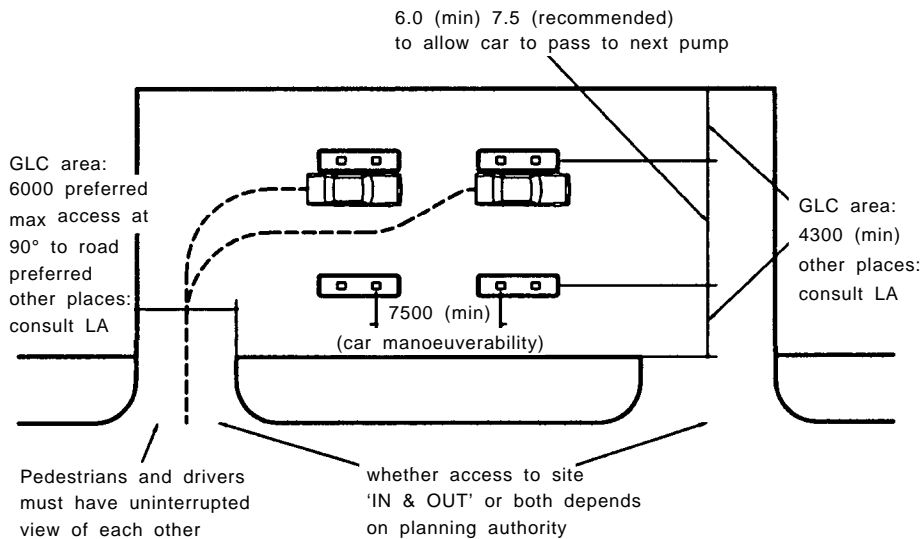 6.0 (min) 7.5 (recommended)
to allow car to pass to next pump
GLC area:
6000 preferred
max access at
90° to road
preferred
other places:
consult LA
GLC area:
4300 (min)
other places:
consult LA
7500 (min)
(car manoeuverability)
Pedestrians and drivers
must have uninterrupted
view of each other
whether access to site
‘IN & OUT’ or both depends
on planning authority